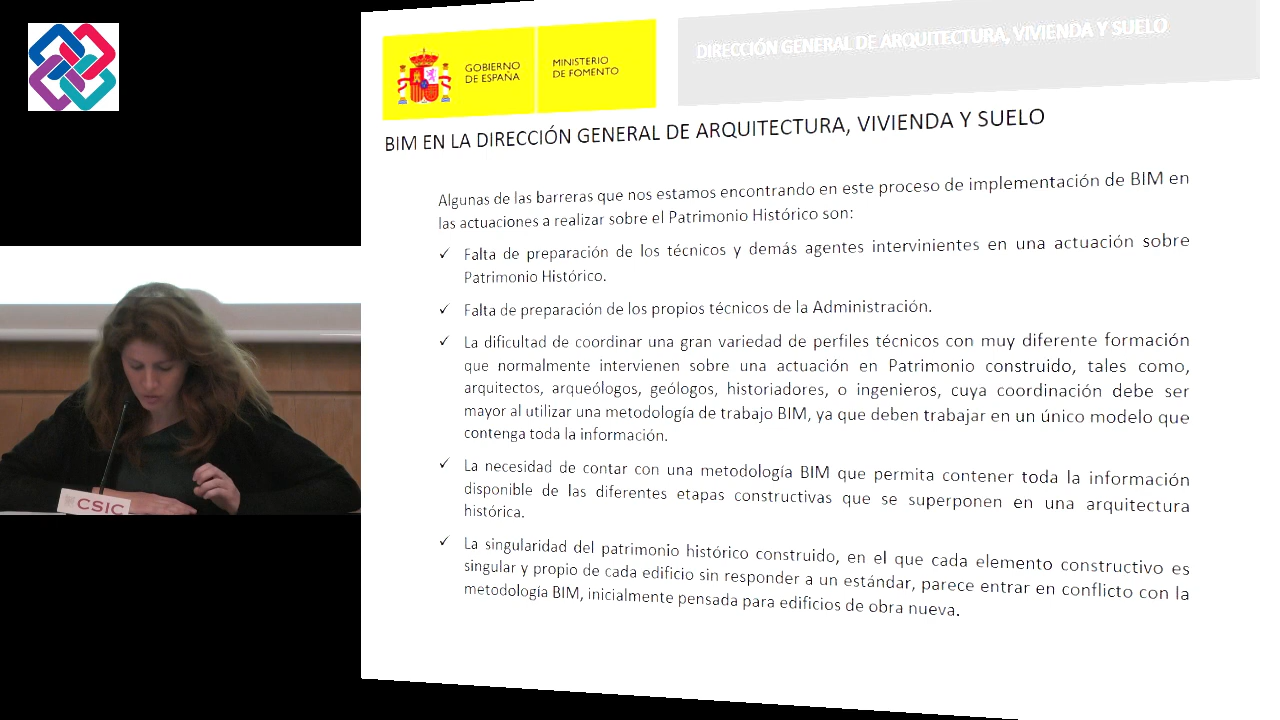 GOBIERNO
DE ESPAÑA
MINISTERIO
DE FOMENTO
DIRECCIÓN GENERAL DE ARQUITECTURA, VIVIENDA Y SUELO
BIM EN LA DIRECCIÓN GENERAL DE ARQUITECTURA, VIVIENDA Y SUELO
Algunas de las barreras que nos estamos encontrando en este proceso de implementación de BIM en
las actuaciones a realizar sobre el Patrimonio Histórico son:
✓ Falta de preparación de los técnicos y demás agentes intervinientes en una actuación sobre
Patrimonio Histórico.
✓ Falta de preparación de los propios técnicos de la Administración.
✓ La dificultad de coordinar una gran variedad de perfiles técnicos con muy diferente formación
que normalmente intervienen sobre una actuación en Patrimonio construido, tales como,
arquitectos, arqueólogos, geólogos, historiadores, o ingenieros, cuya coordinación debe ser
mayor al utilizar una metodología de trabajo BIM, ya que deben trabajar en un único modelo que
contenga toda la información.
✓ La necesidad de contar con una metodología BIM que permita contener toda la información
disponible de las diferentes etapas constructivas que se superponen en una arquitectura
histórica.
✓ La singularidad del patrimonio histórico construido, en el que cada elemento constructivo es
singular y propio de cada edificio sin responder a un estándar, parece entrar en conflicto con la
metodología BIM, inicialmente pensada para edificios de obra nueva.
CSIC